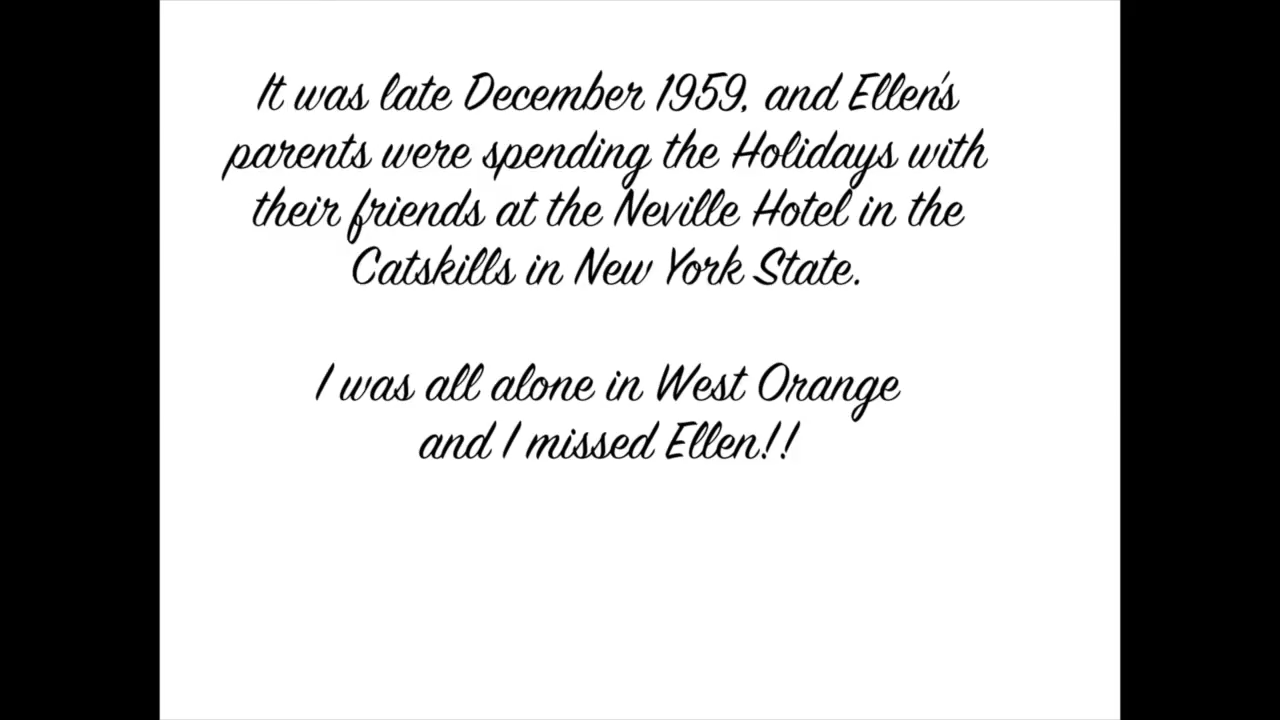 It was late December 1959, and Ellen's
parents were spending the Holidays with
their friends at the Neville Hotel in the
Catskills in New York State.
I was all alone in West Orange
and I missed Ellen!!